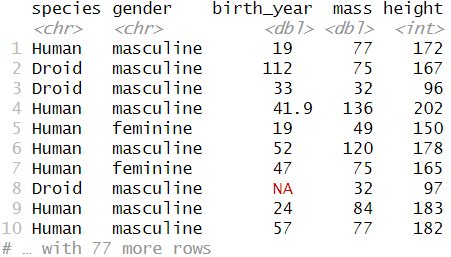 species gender birth_year mass height
<chr> <chr> <dbl> <dbl> <int>
1 Human masculine 19 77 172
2 Droid masculine 112 75 167
3 Droid masculine 33 32 96
4 Human masculine 41.9 136 202
5 Human feminine 19 49 150
6 Human masculine 52 120 178
7 Human feminine 47 75 165
8 Droid masculine NA 32 97
9 Human masculine 24 84 183
10 Human masculine 57 77 182
# … with 77 more rows